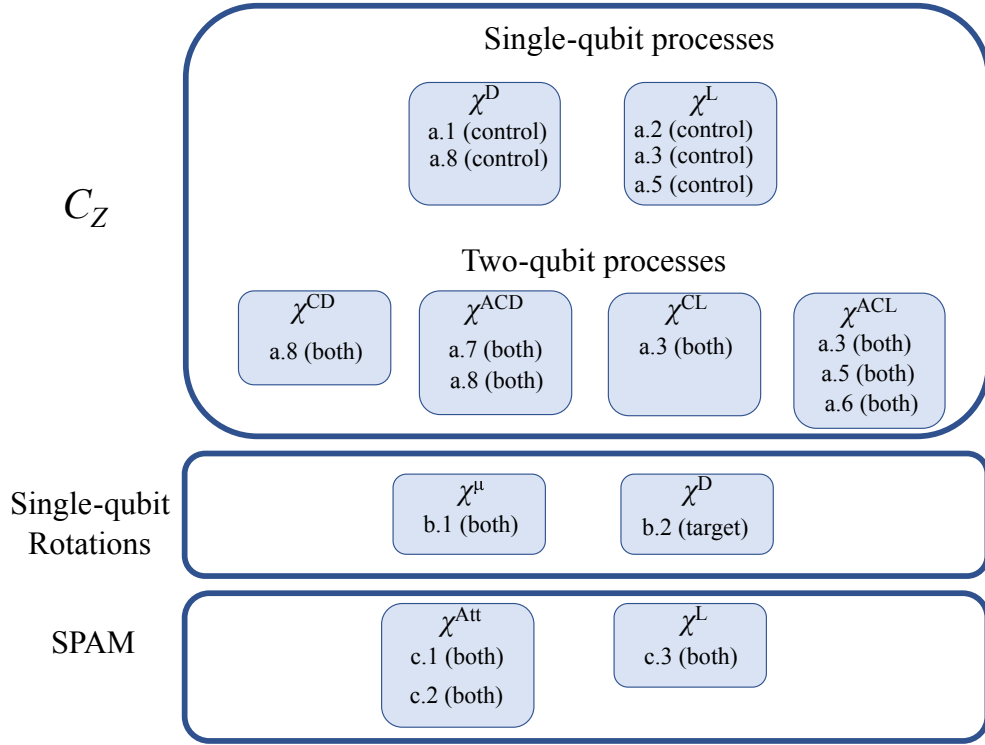 Single-qubit processes
χ^D
a.1 (control)
a.8 (control)
χ^L
a.2 (control)
a.3 (control)
a.5 (control)
C_Z
Two-qubit processes
χ^CD
a.8 (both)
χ^ACD
a.7 (both)
a.8 (both)
χ^CL
a.3 (both)
χ^ACL
a.3 (both)
a.5 (both)
a.6 (both)
Single-qubit
Rotations
χ^μ
b.1 (both)
χ^D
b.2 (target)
SPAM
χ^Att
c.1 (both)
c.2 (both)
χ^L
c.3 (both)